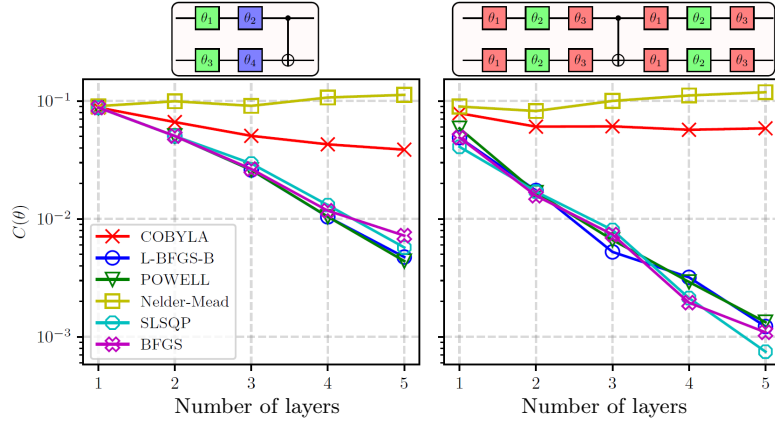 θ1 θ2
θ3 θ4
θ1 θ2 θ3 θ1 θ2 θ3
θ1 θ2 θ3 θ1 θ2 θ3
C(θ)
10⁻¹
10⁻²
10⁻³
COBYLA
L-BFGS-B
POWELL
Nelder-Mead
SLSQP
BFGS
1 2 3 4 5
Number of layers
1 2 3 4 5
Number of layers